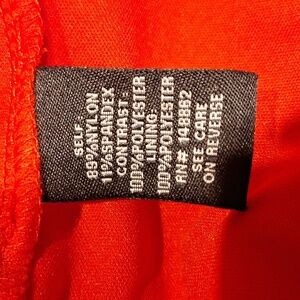 SELF:
89%NYLON
11%SPANDEX
CONTRAST:
100%POLYESTER
LINING:
100%POLYESTER
RN# 148862
SEE CARE
ON REVERSE